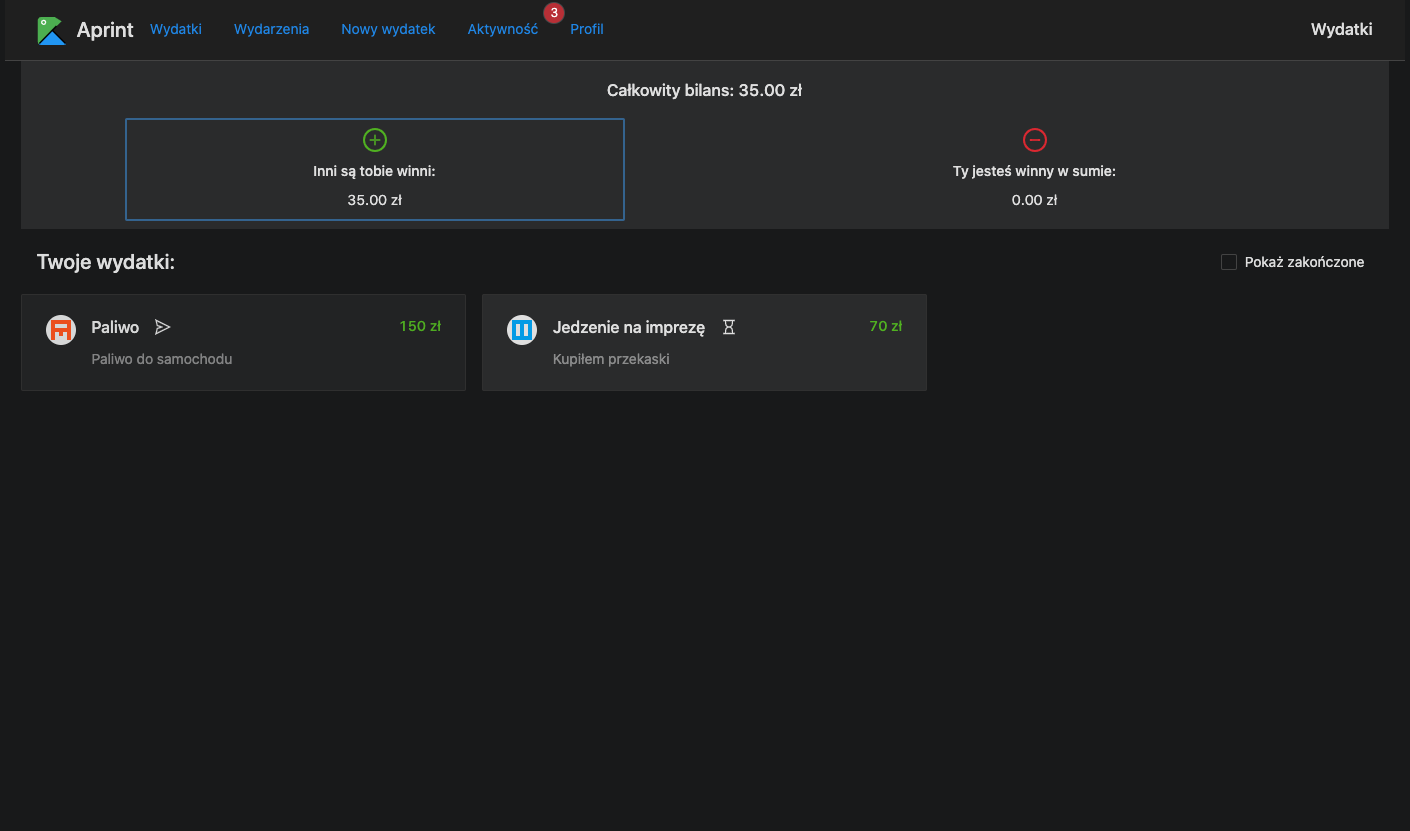 Aprint
Wydatki
Wydarzenia
Nowy wydatek
Aktywność
3
Profil
Wydatki
Całkowity bilans: 35.00 zł
Inni są tobie winni:
35.00 zł
Ty jesteś winny w sumie:
0.00 zł
Twoje wydatki:
Pokaż zakończone
Paliwo
150 zł
Paliwo do samochodu
Jedzenie na imprezę
70 zł
Kupiłem przekaski